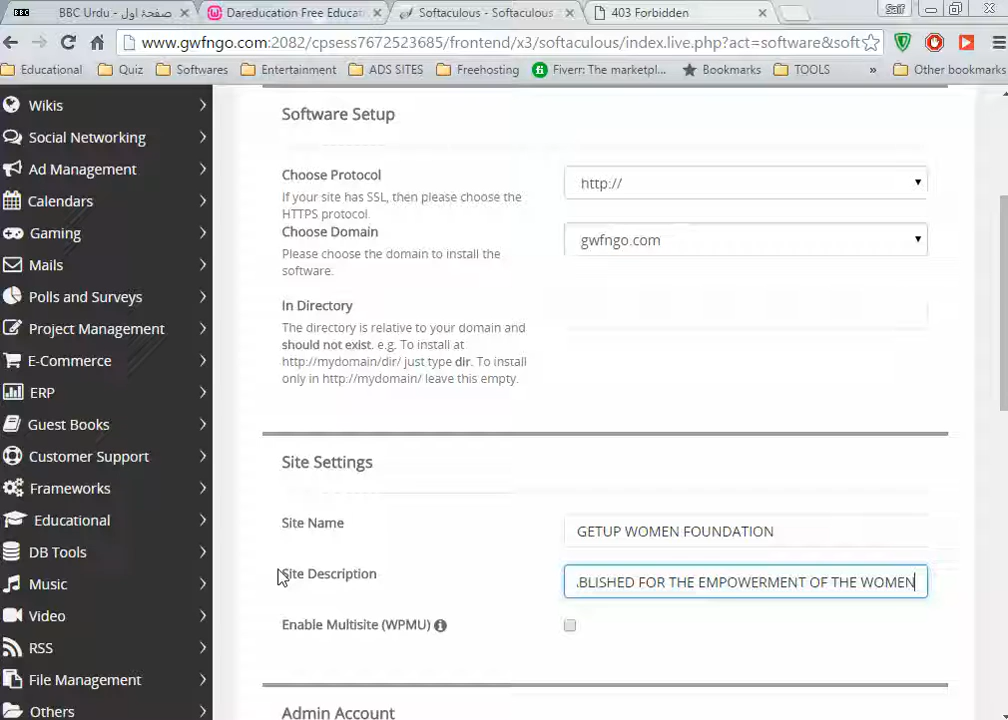 BBC Urdu - صفحۂ اول
Dareducation Free Educat
Softaculous - Softaculous
403 Forbidden
Saif
www.gwfngo.com:2082/cpsess7672523685/frontend/x3/softaculous/index.live.php?act=software&soft
Educational
Quiz
Softwares
Entertainment
ADS SITES
Freehosting
Fiverr: The marketpl...
Bookmarks
TOOLS
»
Other bookmarks
Wikis
Social Networking
Ad Management
Calendars
Gaming
Mails
Polls and Surveys
Project Management
E-Commerce
ERP
Guest Books
Customer Support
Frameworks
Educational
DB Tools
Music
Video
RSS
File Management
Others
Software Setup
Choose Protocol
If your site has SSL, then please choose the
HTTPS protocol.
http://
Choose Domain
Please choose the domain to install the
software.
gwfngo.com
In Directory
The directory is relative to your domain and
should not exist. e.g. To install at
http://mydomain/dir/ just type dir. To install
only in http://mydomain/ leave this empty.
Site Settings
Site Name
GETUP WOMEN FOUNDATION
Site Description
.BLISHED FOR THE EMPOWERMENT OF THE WOMEN
Enable Multisite (WPMU)
Admin Account